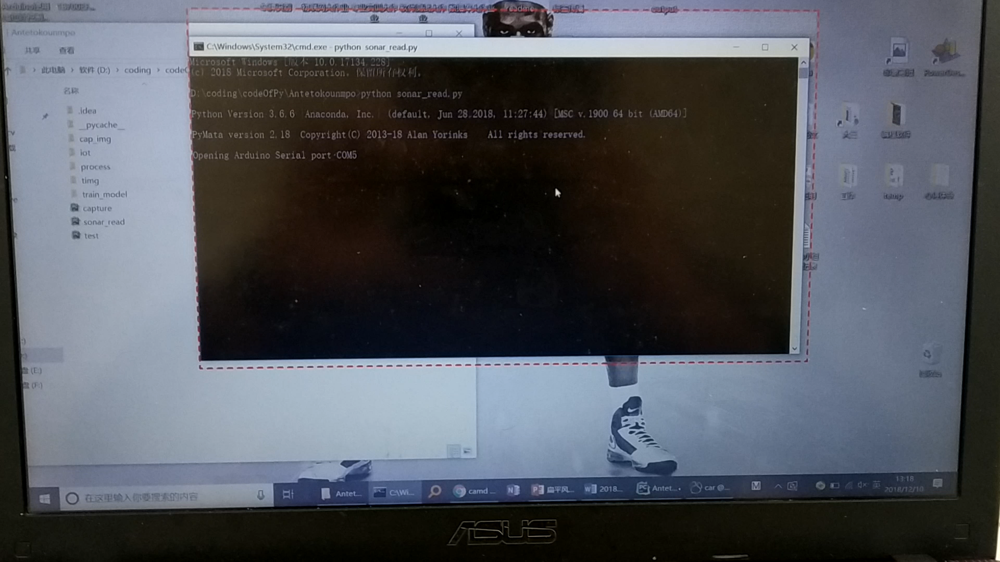 readme
output
Antetokounmpo
共享 查看
> 此电脑 > 软件 (D:) > coding >
C:\Windows\System32\cmd.exe - python sonar_read.py
Microsoft Windows [版本 10.0.17134.228]
(c) 2018 Microsoft Corporation。保留所有权利。
D:\coding\codeOfPy\Antetokounmpo>python sonar_read.py
Python Version 3.6.6 |Anaconda, Inc.| (default, Jun 28 2018, 11:27:44) [MSC v.1900 64 bit (AMD64)]
PyMata version 2.18 Copyright(C) 2013-18 Alan Yorinks All rights reserved.
Opening Arduino Serial port COM5
名称
.idea
__pycache__
cap_img
iot
process
timg
train_model
capture
sonar_read
test
temp
盘 (E:)
盘 (F:)
在这里输入你要搜索的内容
Antet...
C:\Wi...
camd ...
扁平风...
2018...
Antet...
car @...
M
英
13:18
2018/12/10
ASUS